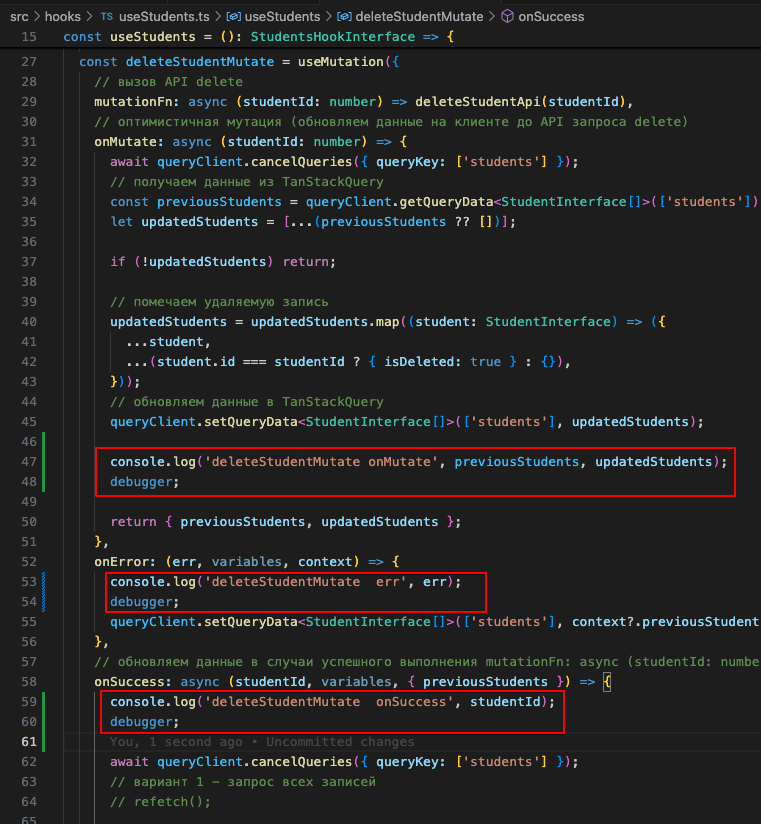 src > hooks > TS useStudents.ts > useStudents > deleteStudentMutate > onSuccess
15 const useStudents = (): StudentsHookInterface => {
27 const deleteStudentMutate = useMutation({
28 // вызов API delete
29 mutationFn: async (studentId: number) => deleteStudentApi(studentId),
30 // оптимистичная мутация (обновляем данные на клиенте до API запроса delete)
31 onMutate: async (studentId: number) => {
32 await queryClient.cancelQueries({ queryKey: ['students'] });
33 // получаем данные из TanStackQuery
34 const previousStudents = queryClient.getQueryData<StudentInterface[]>(['students'])
35 let updatedStudents = [...(previousStudents ?? [])];
36
37 if (!updatedStudents) return;
38
39 // помечаем удаляемую запись
40 updatedStudents = updatedStudents.map((student: StudentInterface) => ({
41 ...student,
42 ...(student.id === studentId ? { isDeleted: true } : {}),
43 }));
44 // обновляем данные в TanStackQuery
45 queryClient.setQueryData<StudentInterface[]>(['students'], updatedStudents);
46
47 console.log('deleteStudentMutate onMutate', previousStudents, updatedStudents);
48 debugger;
49
50 return { previousStudents, updatedStudents };
51 },
52 onError: (err, variables, context) => {
53 console.log('deleteStudentMutate  err', err);
54 debugger;
55 queryClient.setQueryData<StudentInterface[]>(['students'], context?.previousStudent
56 },
57 // обновляем данные в случаи успешного выполнения mutationFn: async (studentId: numbe
58 onSuccess: async (studentId, variables, { previousStudents }) => {
59 console.log('deleteStudentMutate  onSuccess', studentId);
60 debugger;
61 You, 1 second ago • Uncommitted changes
62 await queryClient.cancelQueries({ queryKey: ['students'] });
63 // вариант 1 – запрос всех записей
64 // refetch();
65